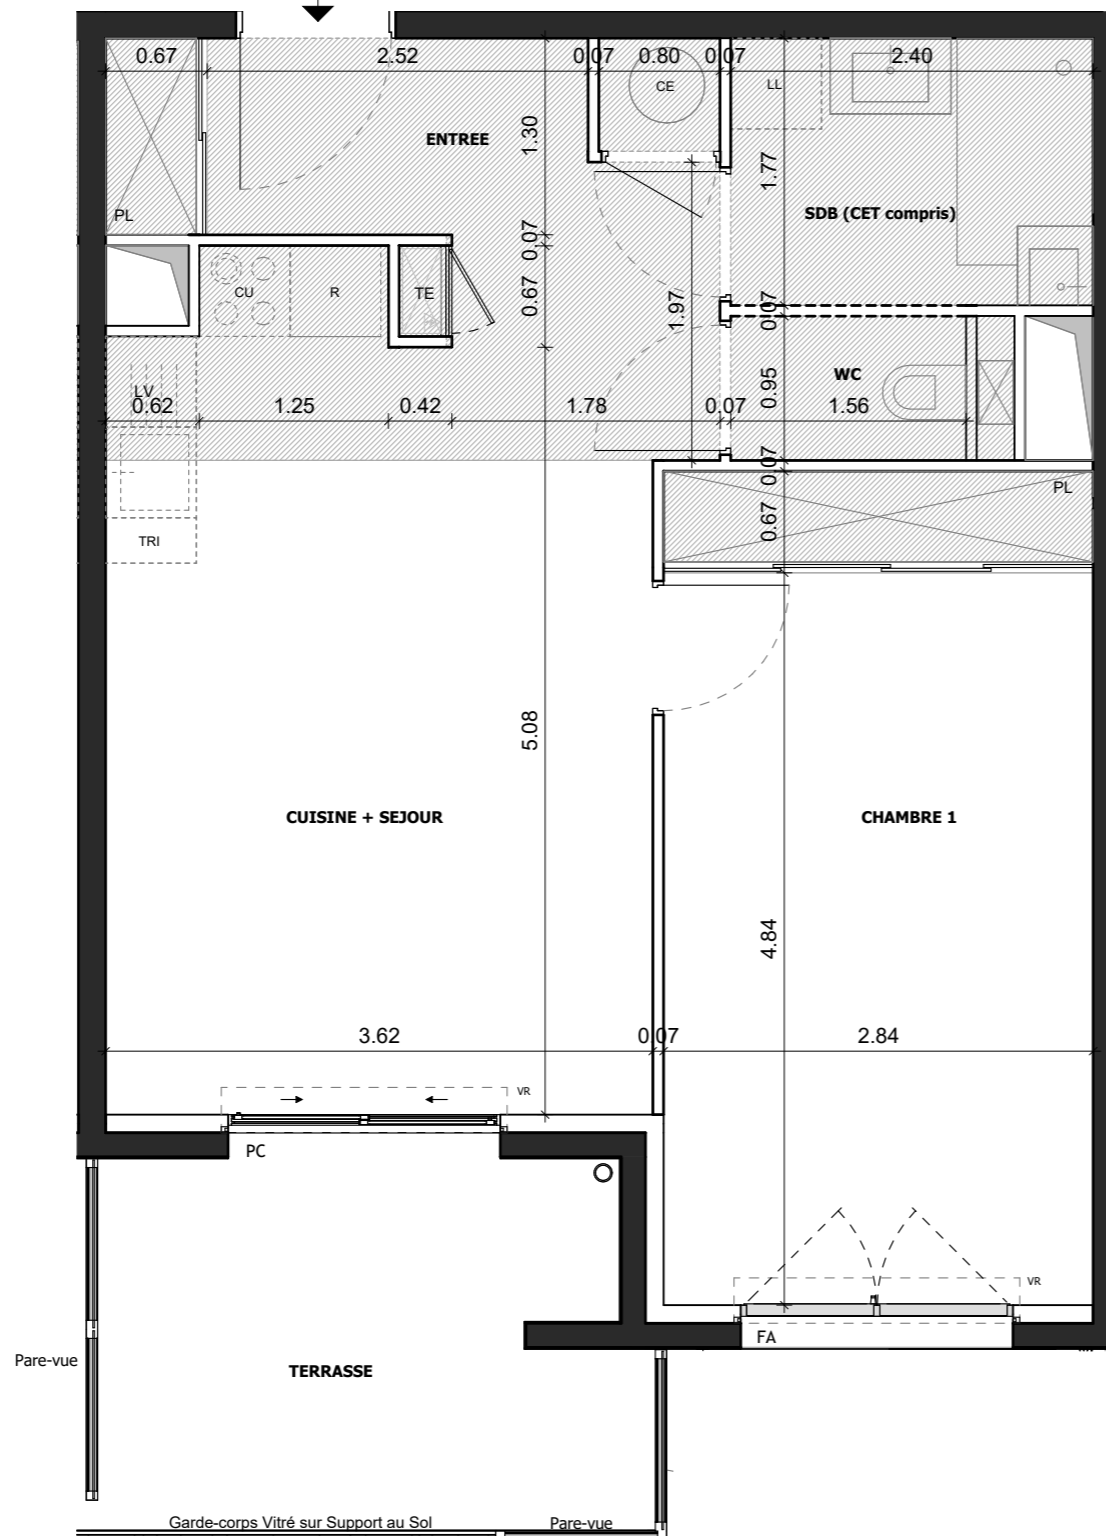 0.67 2.52 0.07 0.80 0.07 2.40
CE LL
ENTREE
1.30
1.77
PL
SDB (CET compris)
0.07
CU R TE
0.67
1.97
0.07
LV
WC
0.95
0.62 1.25 0.42 1.78 0.07 1.56
0.07
PL
0.67
TRI
5.08
CUISINE + SEJOUR CHAMBRE 1
4.84
3.62 0.07 2.84
VR
PC
VR
FA
Pare-vue
TERRASSE
Garde-corps Vitré sur Support au Sol Pare-vue